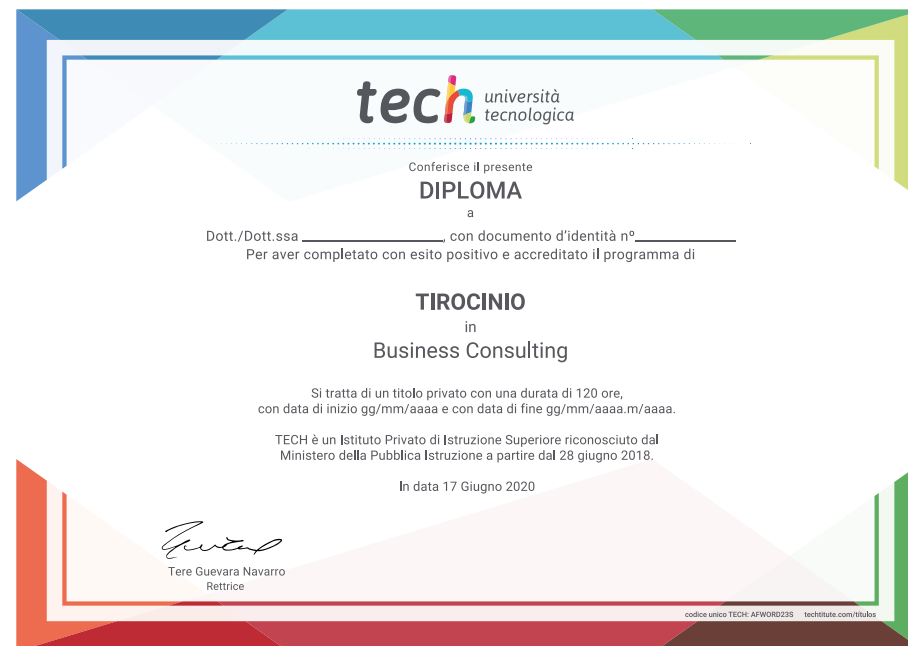 tech università
tecnologica
Conferisce il presente
DIPLOMA
a
Dott./Dott.ssa ______________, con documento d'identità nº__________
Per aver completato con esito positivo e accreditato il programma di
TIROCINIO
in
Business Consulting
Si tratta di un titolo privato con una durata di 120 ore,
con data di inizio gg/mm/aaaa e con data di fine gg/mm/aaaa.m/aaaa.
TECH è un Istituto Privato di Istruzione Superiore riconosciuto dal
Ministero della Pubblica Istruzione a partire dal 28 giugno 2018.
In data 17 Giugno 2020
Tere Guevara Navarro
Rettrice
codice unico TECH: AFWORD23S techtitute.com/titulos